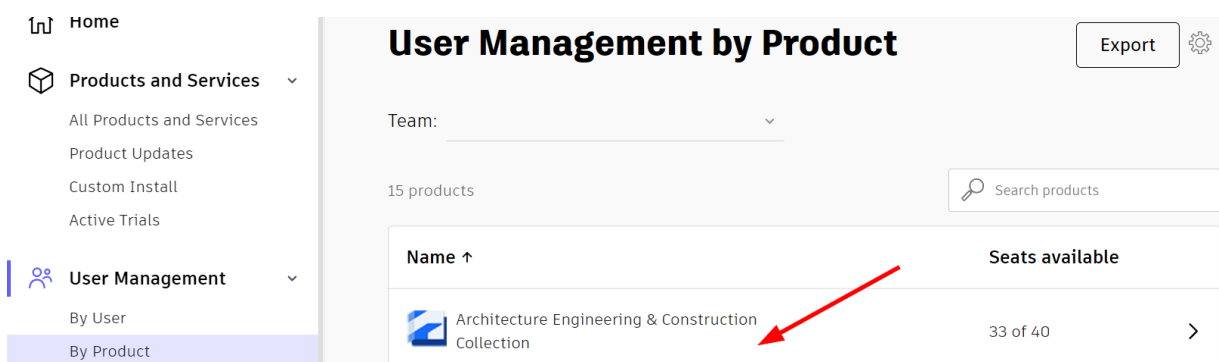 Home
Products and Services
All Products and Services
Product Updates
Custom Install
Active Trials
User Management
By User
By Product
User Management by Product
Export
Team:
15 products
Search products
Name ↑
Seats available
Architecture Engineering & Construction
Collection
33 of 40